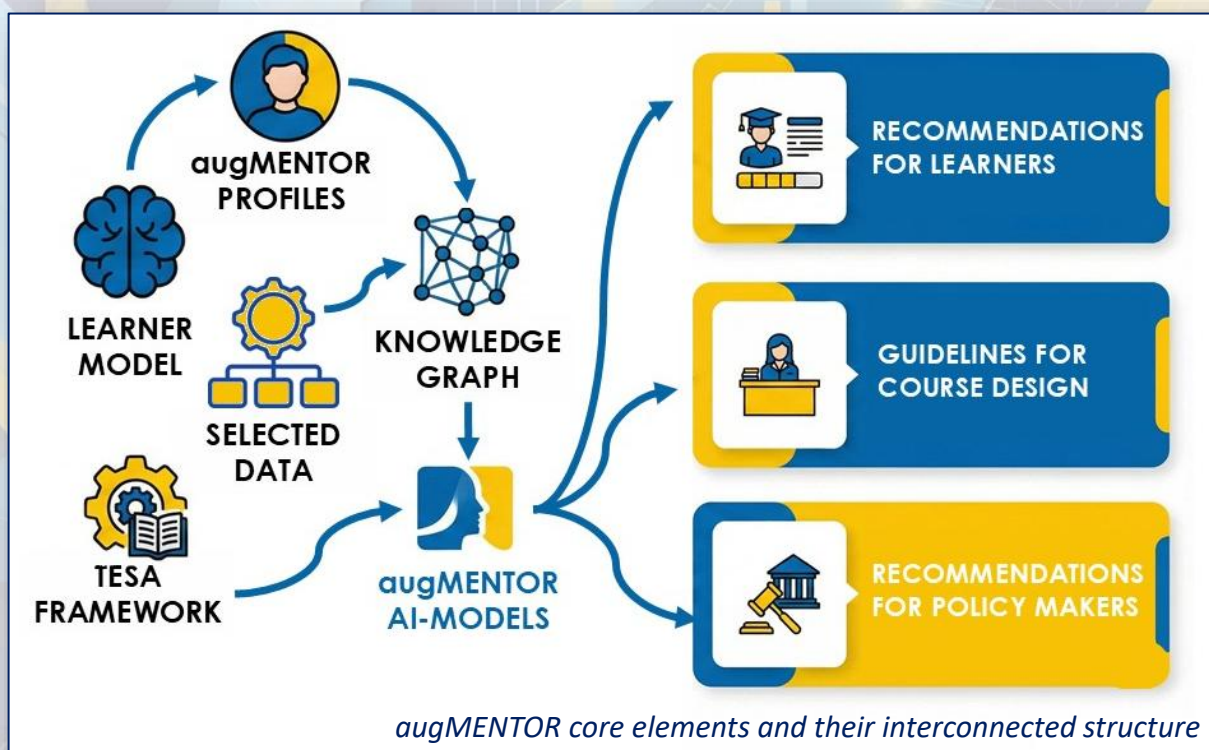 augMENTOR
PROFILES
LEARNER
MODEL
SELECTED
DATA
KNOWLEDGE
GRAPH
TESA
FRAMEWORK
augMENTOR
AI-MODELS
RECOMMENDATIONS
FOR LEARNERS
GUIDELINES FOR
COURSE DESIGN
RECOMMENDATIONS
FOR POLICY MAKERS
augMENTOR core elements and their interconnected structure